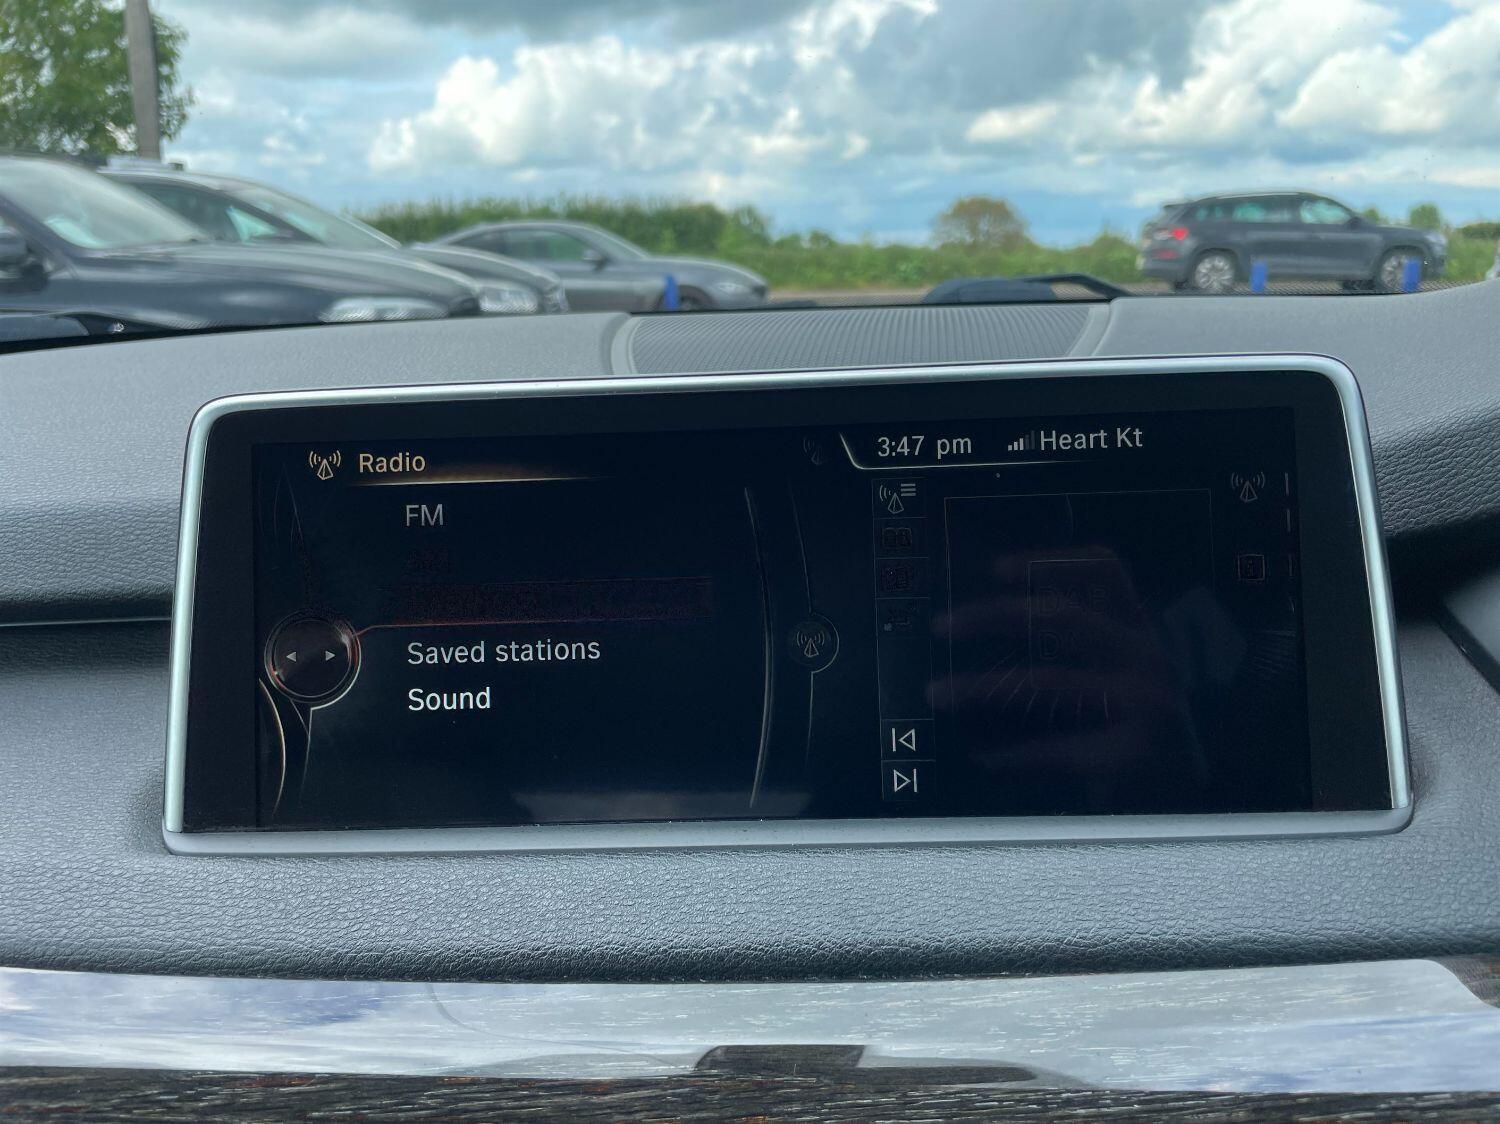 Radio
3:47 pm
Heart Kt
FM
Saved stations
Sound